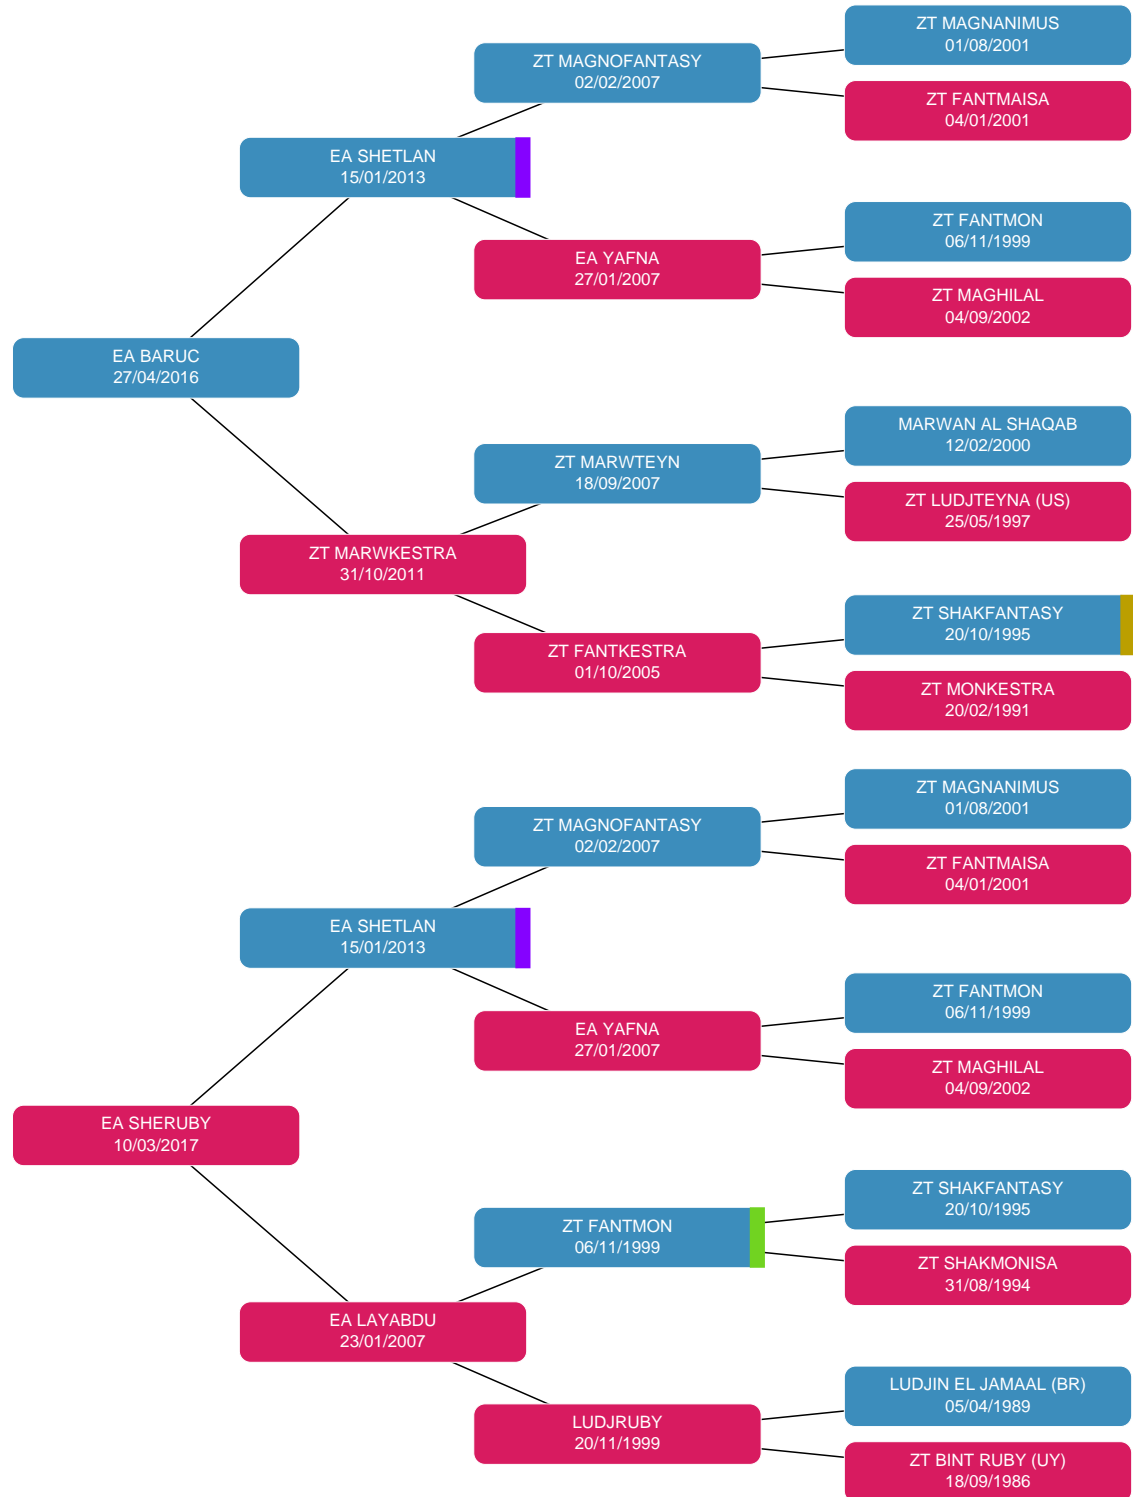 ZT MAGNANIMUS
01/08/2001
ZT MAGNOFANTASY
02/02/2007
ZT FANTMAISA
04/01/2001
EA SHETLAN
15/01/2013
ZT FANTMON
06/11/1999
EA YAFNA
27/01/2007
ZT MAGHILAL
04/09/2002
EA BARUC
27/04/2016
MARWAN AL SHAQAB
12/02/2000
ZT MARWTEYN
18/09/2007
ZT LUDJTEYNA (US)
25/05/1997
ZT MARWKESTRA
31/10/2011
ZT SHAKFANTASY
20/10/1995
ZT FANTKESTRA
01/10/2005
ZT MONKESTRA
20/02/1991
ZT MAGNANIMUS
01/08/2001
ZT MAGNOFANTASY
02/02/2007
ZT FANTMAISA
04/01/2001
EA SHETLAN
15/01/2013
ZT FANTMON
06/11/1999
EA YAFNA
27/01/2007
ZT MAGHILAL
04/09/2002
EA SHERUBY
10/03/2017
ZT SHAKFANTASY
20/10/1995
ZT FANTMON
06/11/1999
ZT SHAKMONISA
31/08/1994
EA LAYABDU
23/01/2007
LUDJIN EL JAMAAL (BR)
05/04/1989
LUDJRUBY
20/11/1999
ZT BINT RUBY (UY)
18/09/1986